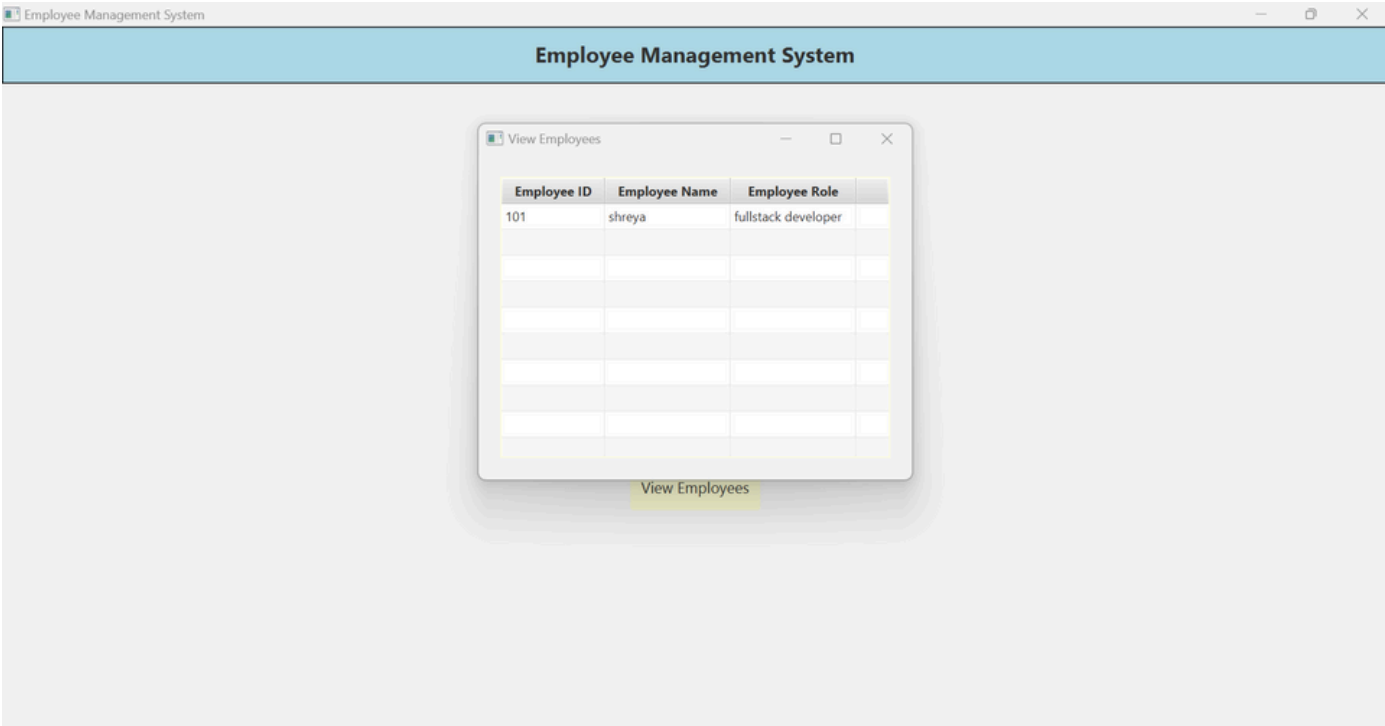 Employee Management System
Employee Management System
View Employees
Employee ID Employee Name Employee Role
101 shreya fullstack developer
View Employees